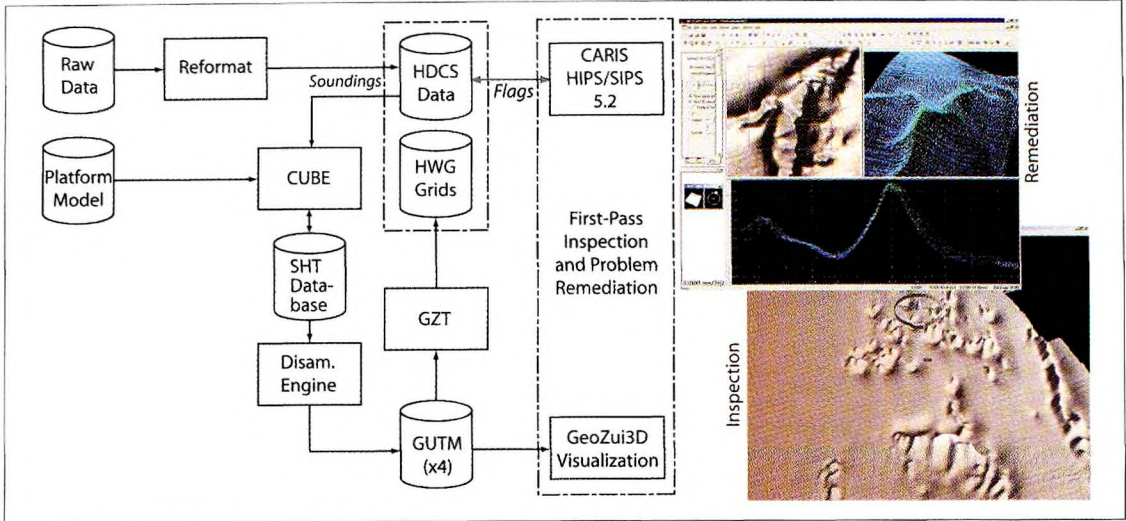 Raw
Data
Reformat
Soundings
HDCS
Data
Flags
CARIS
HIPS/SIPS
5.2
Platform
Model
CUBE
HWG
Grids
SHT
Data-
base
GZT
First-Pass
Inspection
and Problem
Remediation
Disam.
Engine
GUTM
(x4)
GeoZui3D
Visualization
Remediation
Inspection